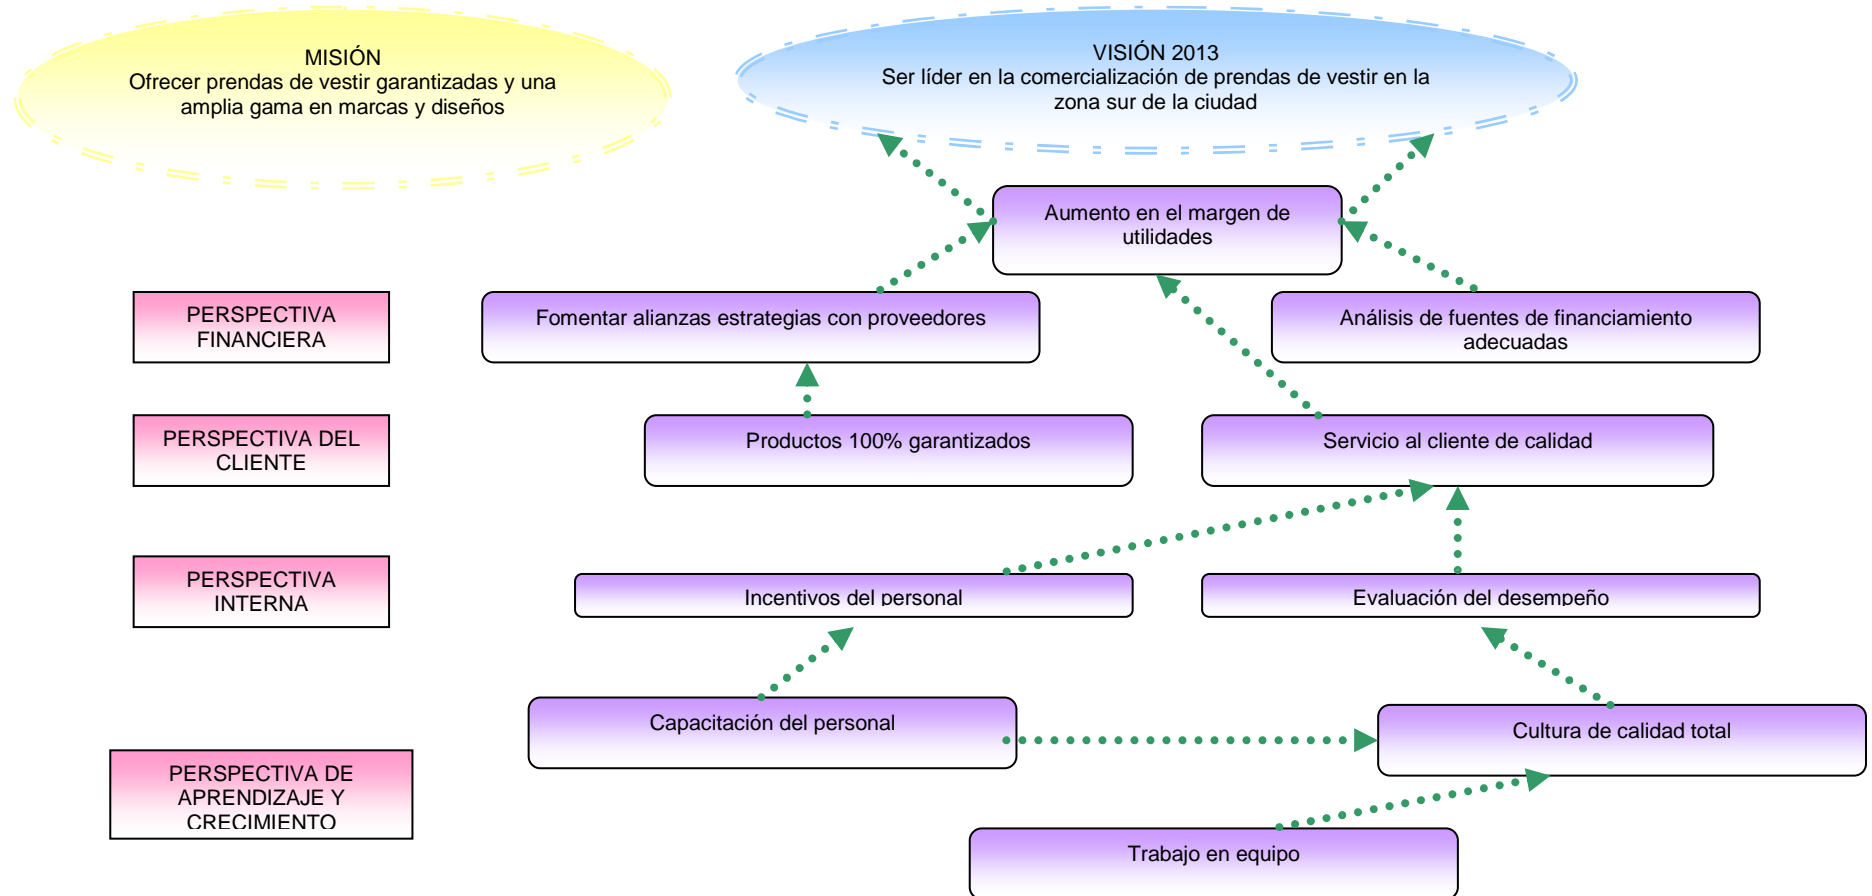 MISIÓN
Ofrecer prendas de vestir garantizadas y una
amplia gama en marcas y diseños
VISIÓN 2013
Ser líder en la comercialización de prendas de vestir en la
zona sur de la ciudad
Aumento en el margen de
utilidades
PERSPECTIVA
FINANCIERA
Fomentar alianzas estrategias con proveedores
Análisis de fuentes de financiamiento
adecuadas
PERSPECTIVA DEL
CLIENTE
Productos 100% garantizados
Servicio al cliente de calidad
PERSPECTIVA
INTERNA
Incentivos del personal
Evaluación del desempeño
Capacitación del personal
Cultura de calidad total
PERSPECTIVA DE
APRENDIZAJE Y
CRECIMIENTO
Trabajo en equipo